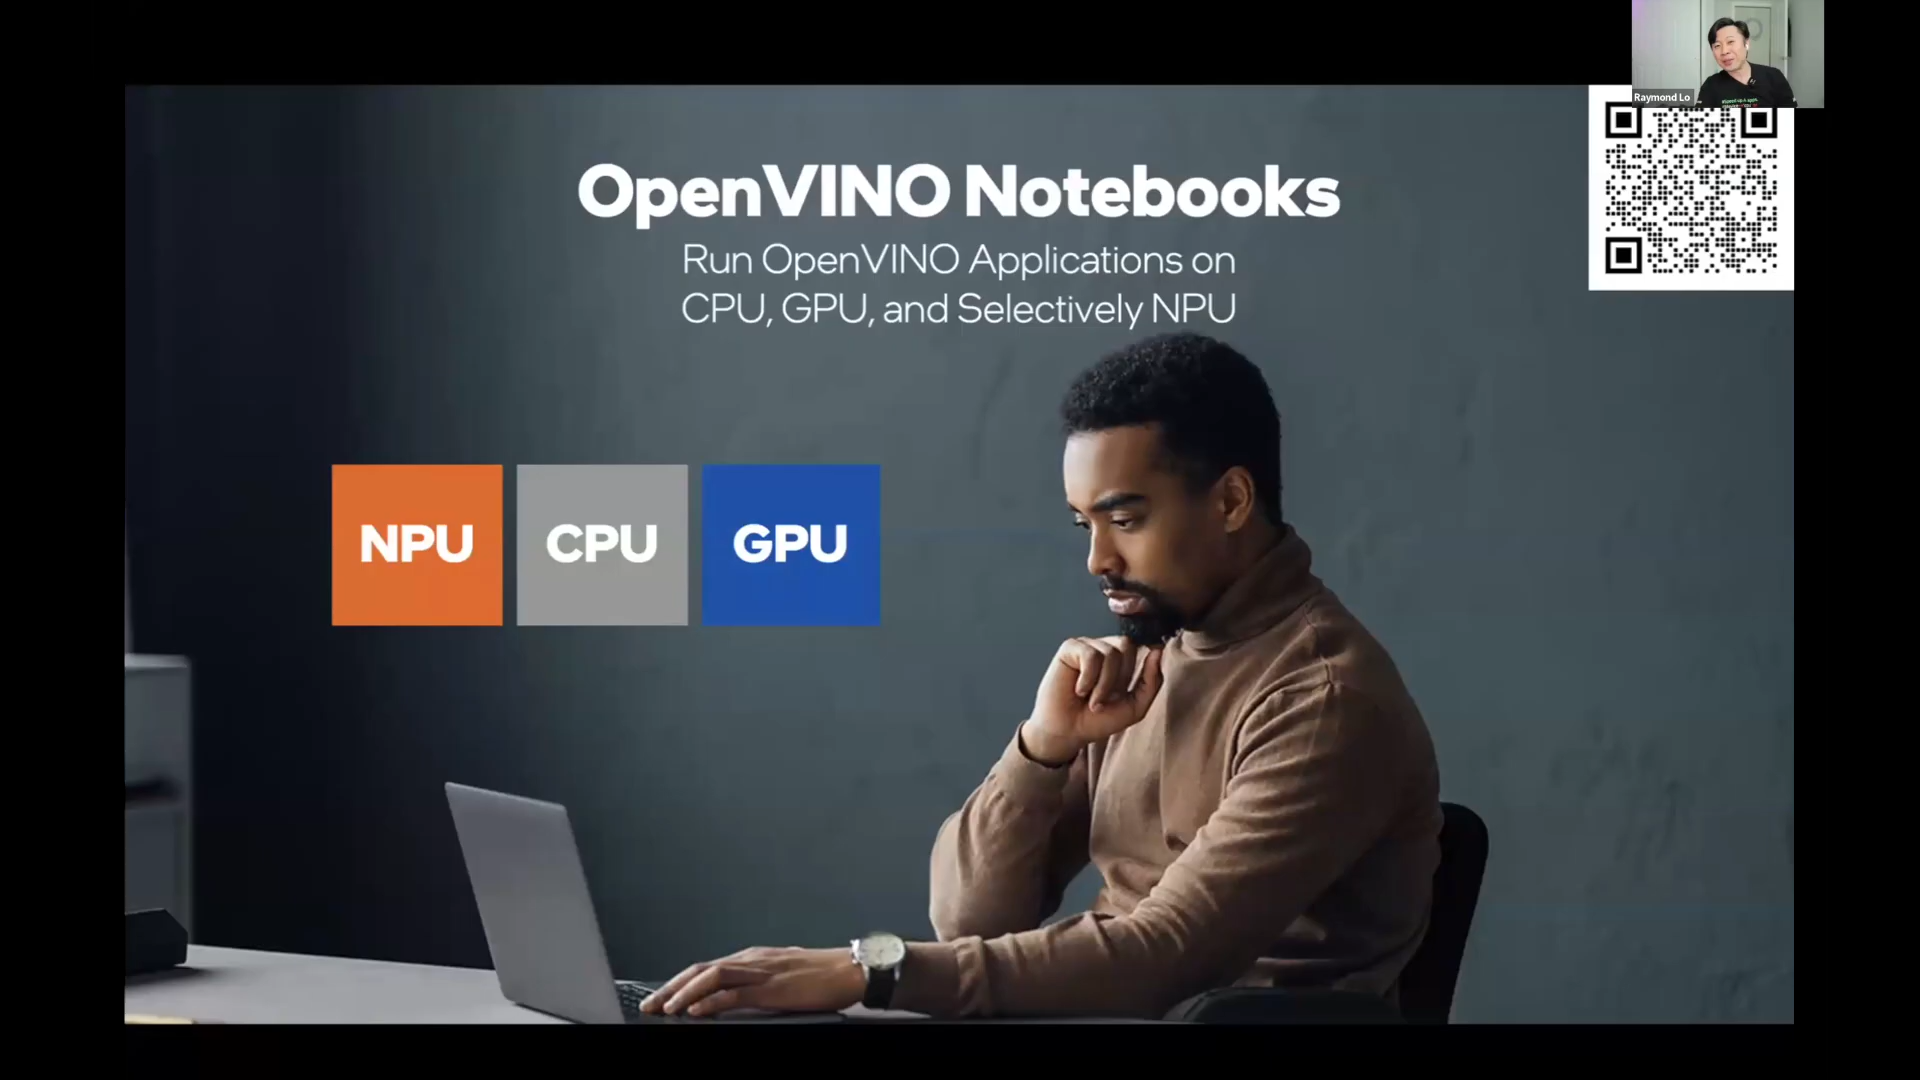 Raymond Lo
OpenVINO Notebooks
Run OpenVINO Applications on
CPU, GPU, and Selectively NPU
NPU
CPU
GPU